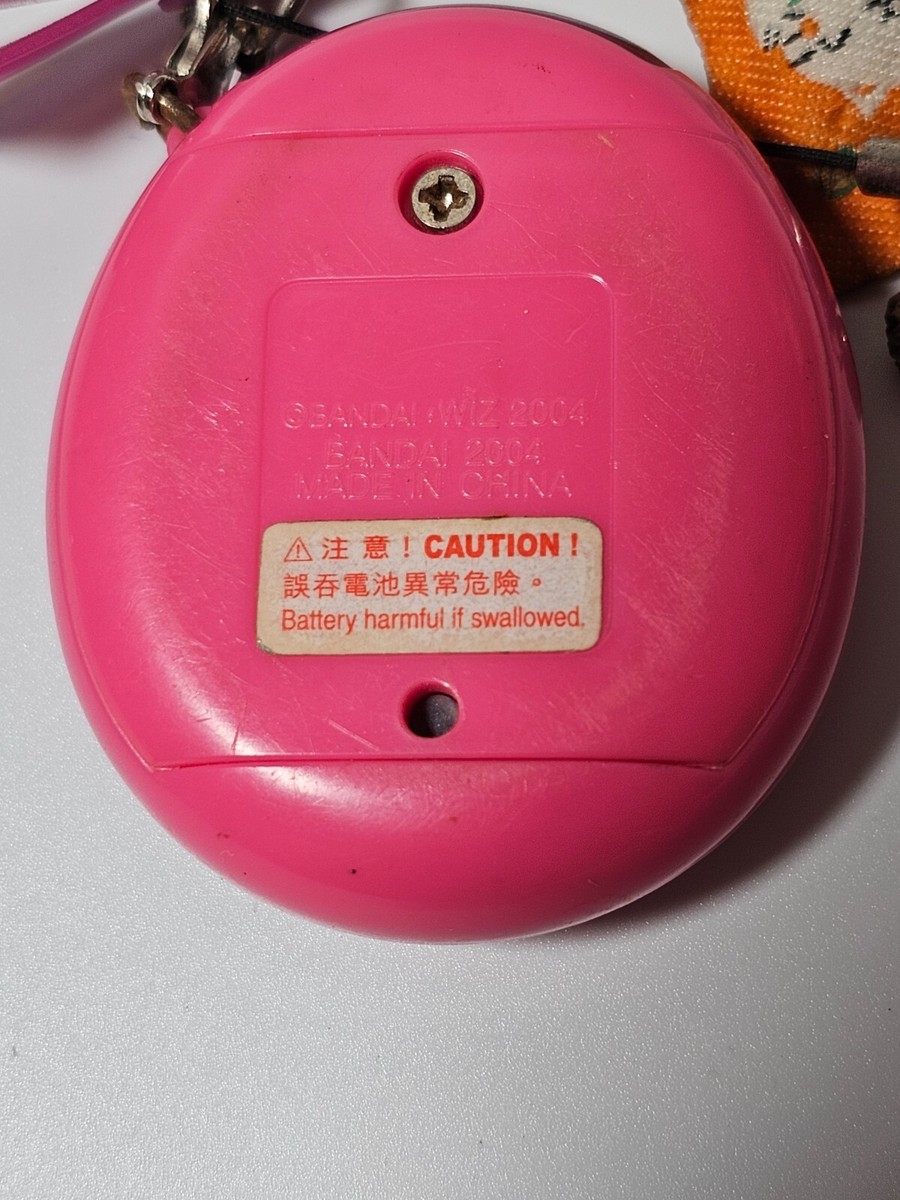 ©BANDAI·WIZ 2004
BANDAI 2004
MADE IN CHINA
⚠ 注 意！CAUTION！
誤吞電池異常危險。
Battery harmful if swallowed.